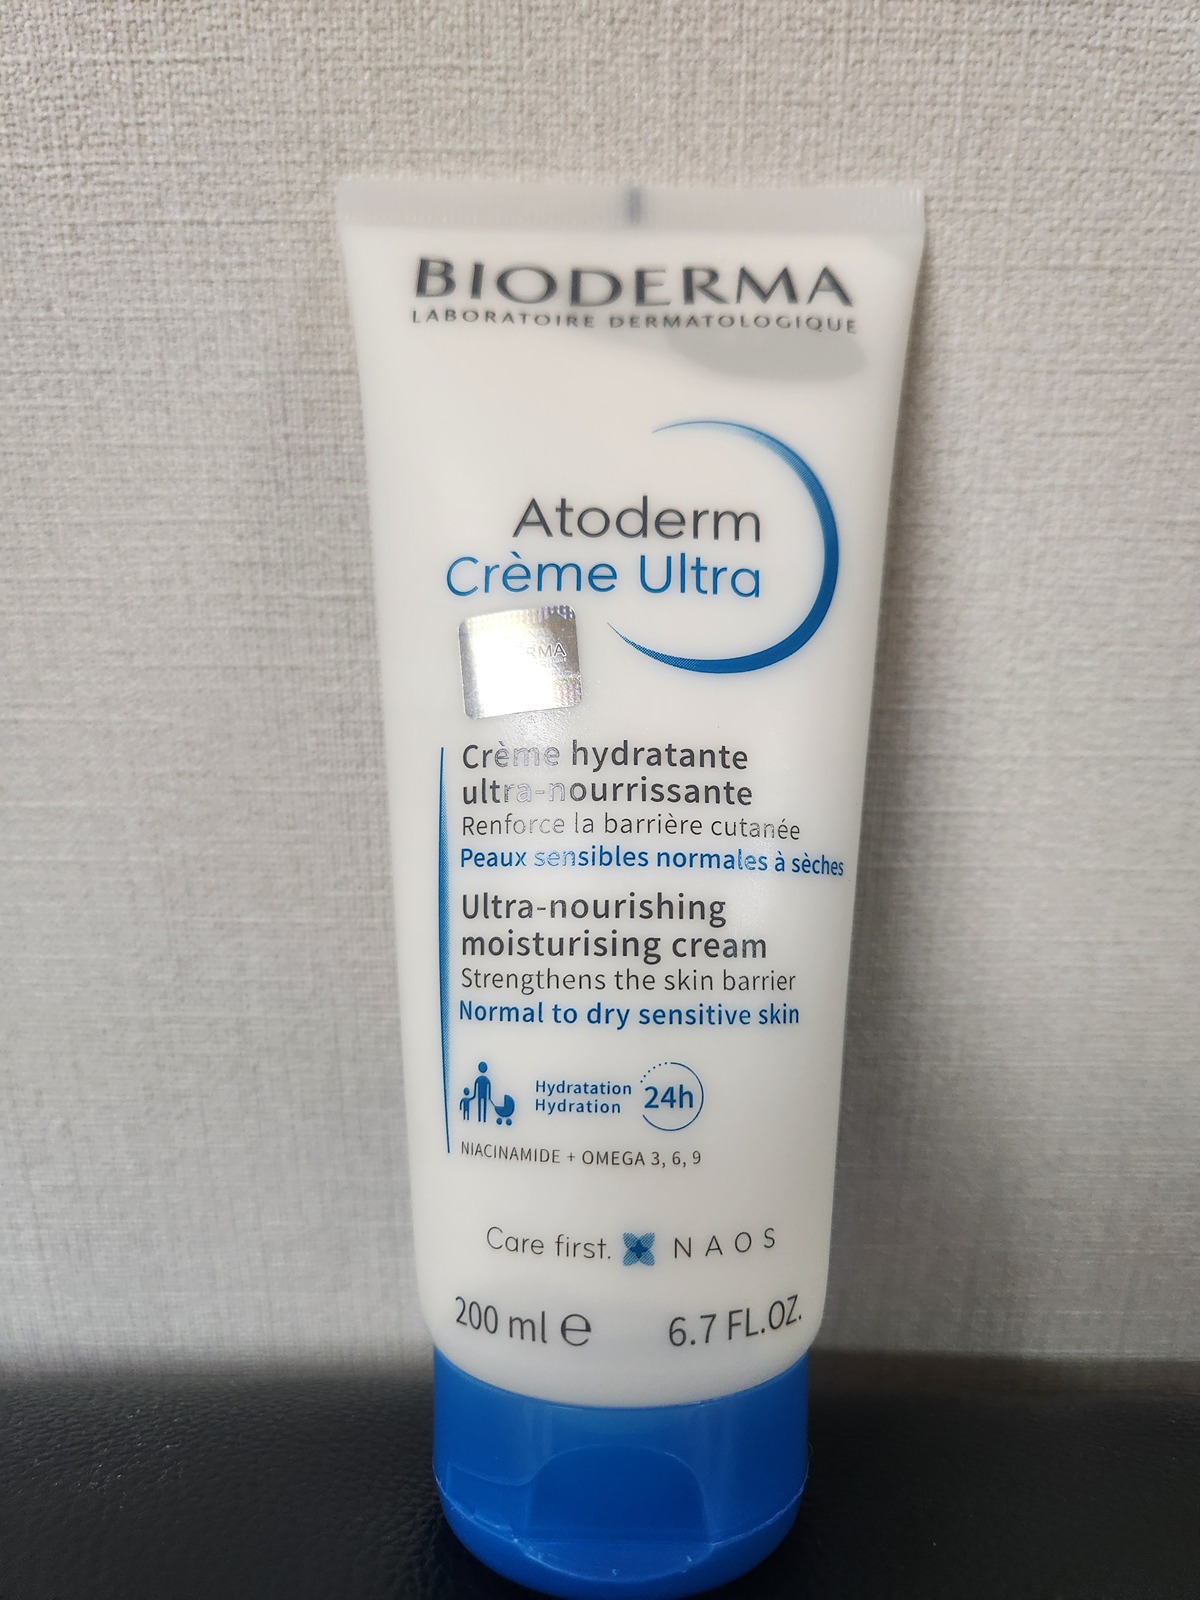 BIODERMA
LABORATOIRE DERMATOLOGIQUE
Atoderm
Crème Ultra
Crème hydratante
ultra-nourrissante
Renforce la barrière cutanée
Peaux sensibles normales à sèches
Ultra-nourishing
moisturising cream
Strengthens the skin barrier
Normal to dry sensitive skin
Hydratation
Hydration
24h
NIACINAMIDE + OMEGA 3, 6, 9
Care first. NAOS
200 ml ℮ 6.7 FL.OZ.